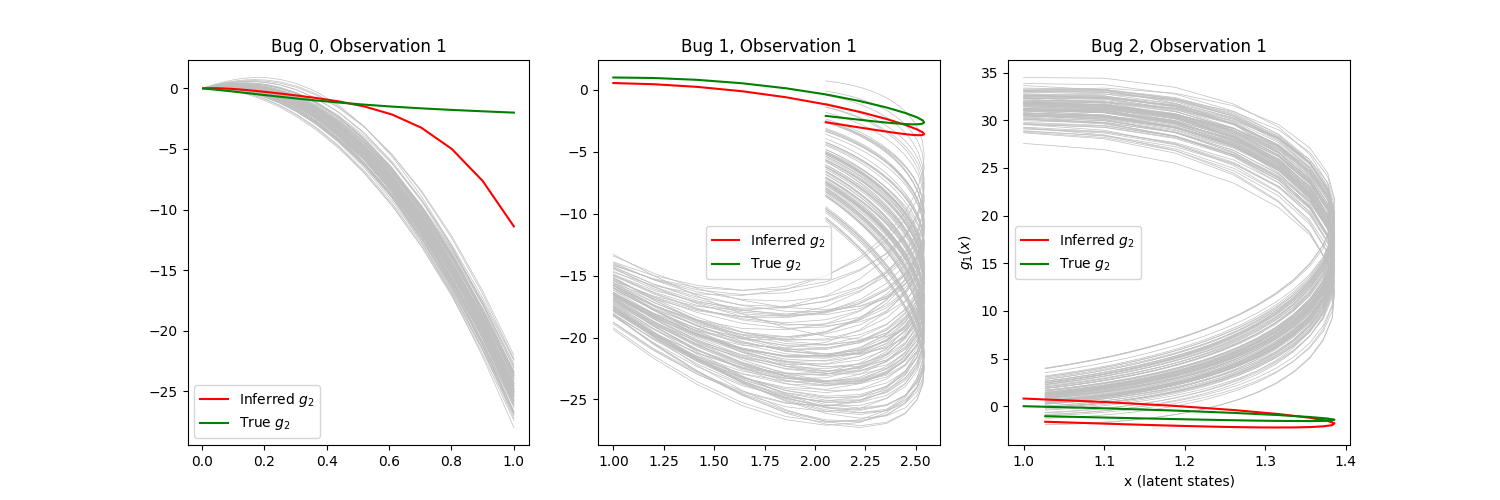 Bug 0, Observation 1
0
−5
−10
−15
−20
−25
Inferred g₂
True g₂
0.0 0.2 0.4 0.6 0.8 1.0
Bug 1, Observation 1
0
−5
−10
−15
−20
−25
Inferred g₂
True g₂
1.00 1.25 1.50 1.75 2.00 2.25 2.50
Bug 2, Observation 1
g₁(x)
35
30
25
20
15
10
5
0
Inferred g₂
True g₂
1.0 1.1 1.2 1.3 1.4
x (latent states)